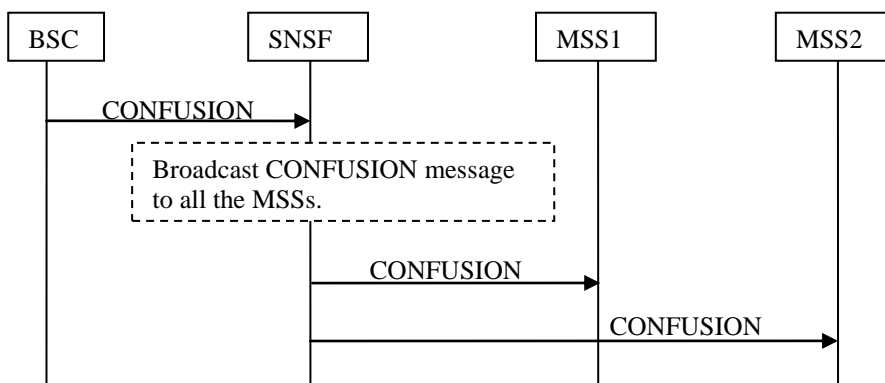 BSC
SNSF
MSS1
MSS2
CONFUSION
Broadcast CONFUSION message
to all the MSSs.
CONFUSION
CONFUSION